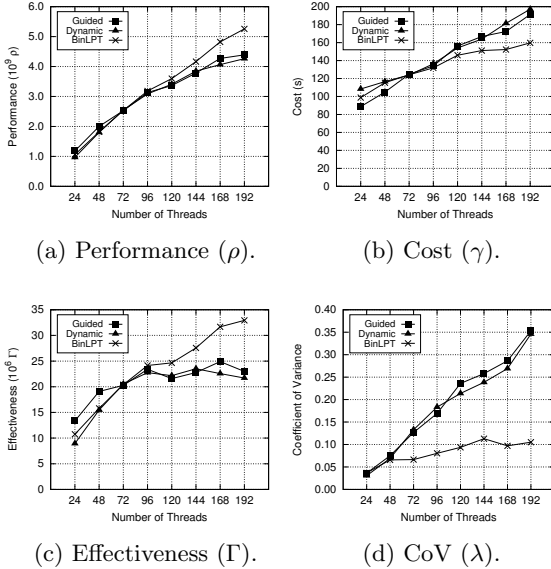 Performance (10⁹ ρ)
6.0
5.0
4.0
3.0
2.0
1.0
0.0
Guided
Dynamic
BinLPT
24 48 72 96 120 144 168 192
Number of Threads
(a) Performance (ρ).
Cost (s)
200
180
160
140
120
100
80
60
40
20
0
Guided
Dynamic
BinLPT
24 48 72 96 120 144 168 192
Number of Threads
(b) Cost (γ).
Effectiveness (10⁶ Γ)
35
30
25
20
15
10
5
0
Guided
Dynamic
BinLPT
24 48 72 96 120 144 168 192
Number of Threads
(c) Effectiveness (Γ).
Coefficient of Variance
0.40
0.35
0.30
0.25
0.20
0.15
0.10
0.05
0.00
Guided
Dynamic
BinLPT
24 48 72 96 120 144 168 192
Number of Threads
(d) CoV (λ).